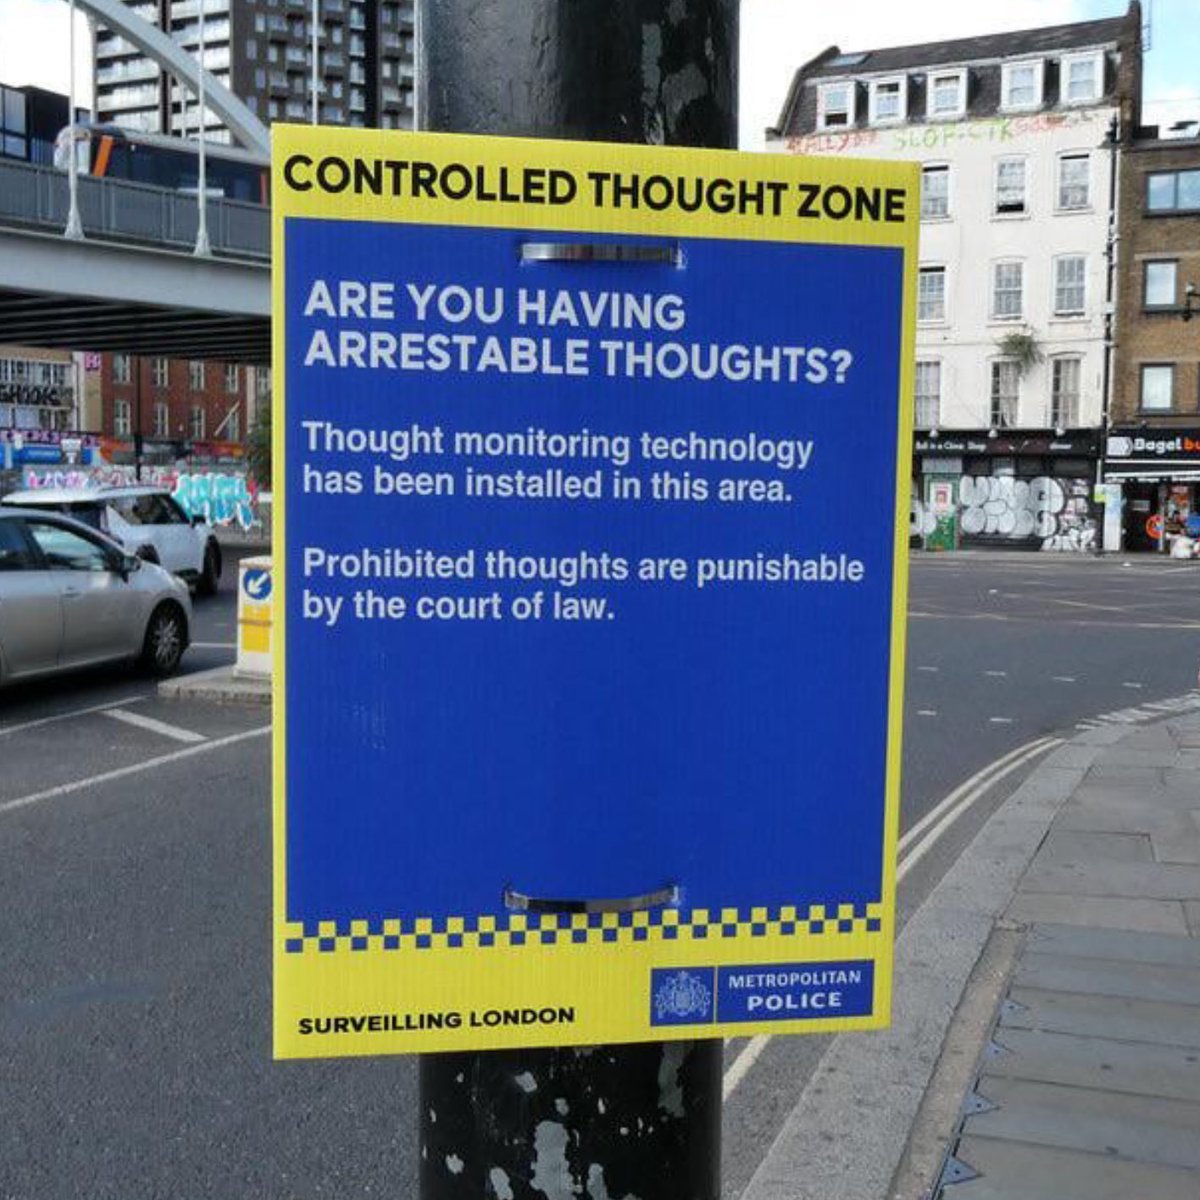 CONTROLLED THOUGHT ZONE
ARE YOU HAVING
ARRESTABLE THOUGHTS?
Thought monitoring technology
has been installed in this area.
Prohibited thoughts are punishable
by the court of law.
SURVEILLING LONDON
METROPOLITAN
POLICE
Bagel